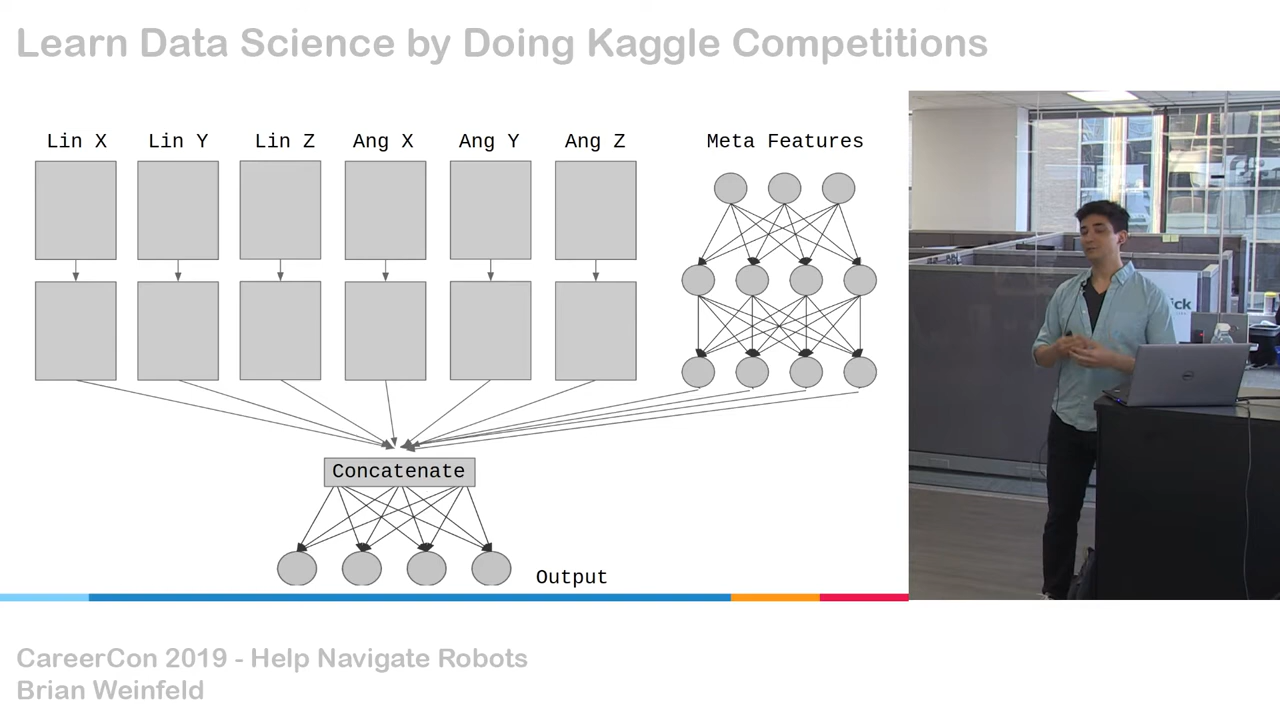 Learn Data Science by Doing Kaggle Competitions
Lin X Lin Y Lin Z Ang X Ang Y Ang Z Meta Features
Concatenate
Output
CareerCon 2019 - Help Navigate Robots
Brian Weinfeld